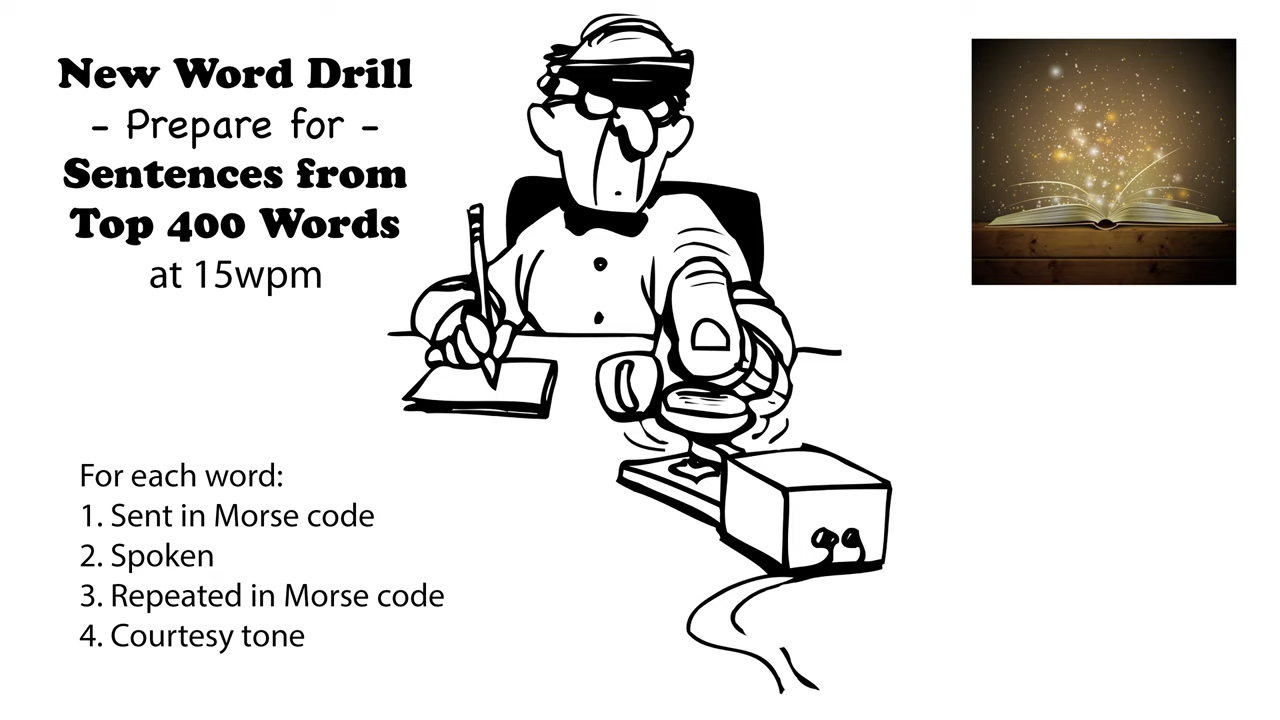 New Word Drill
- Prepare for -
Sentences from
Top 400 Words
at 15wpm
For each word:
1. Sent in Morse code
2. Spoken
3. Repeated in Morse code
4. Courtesy tone